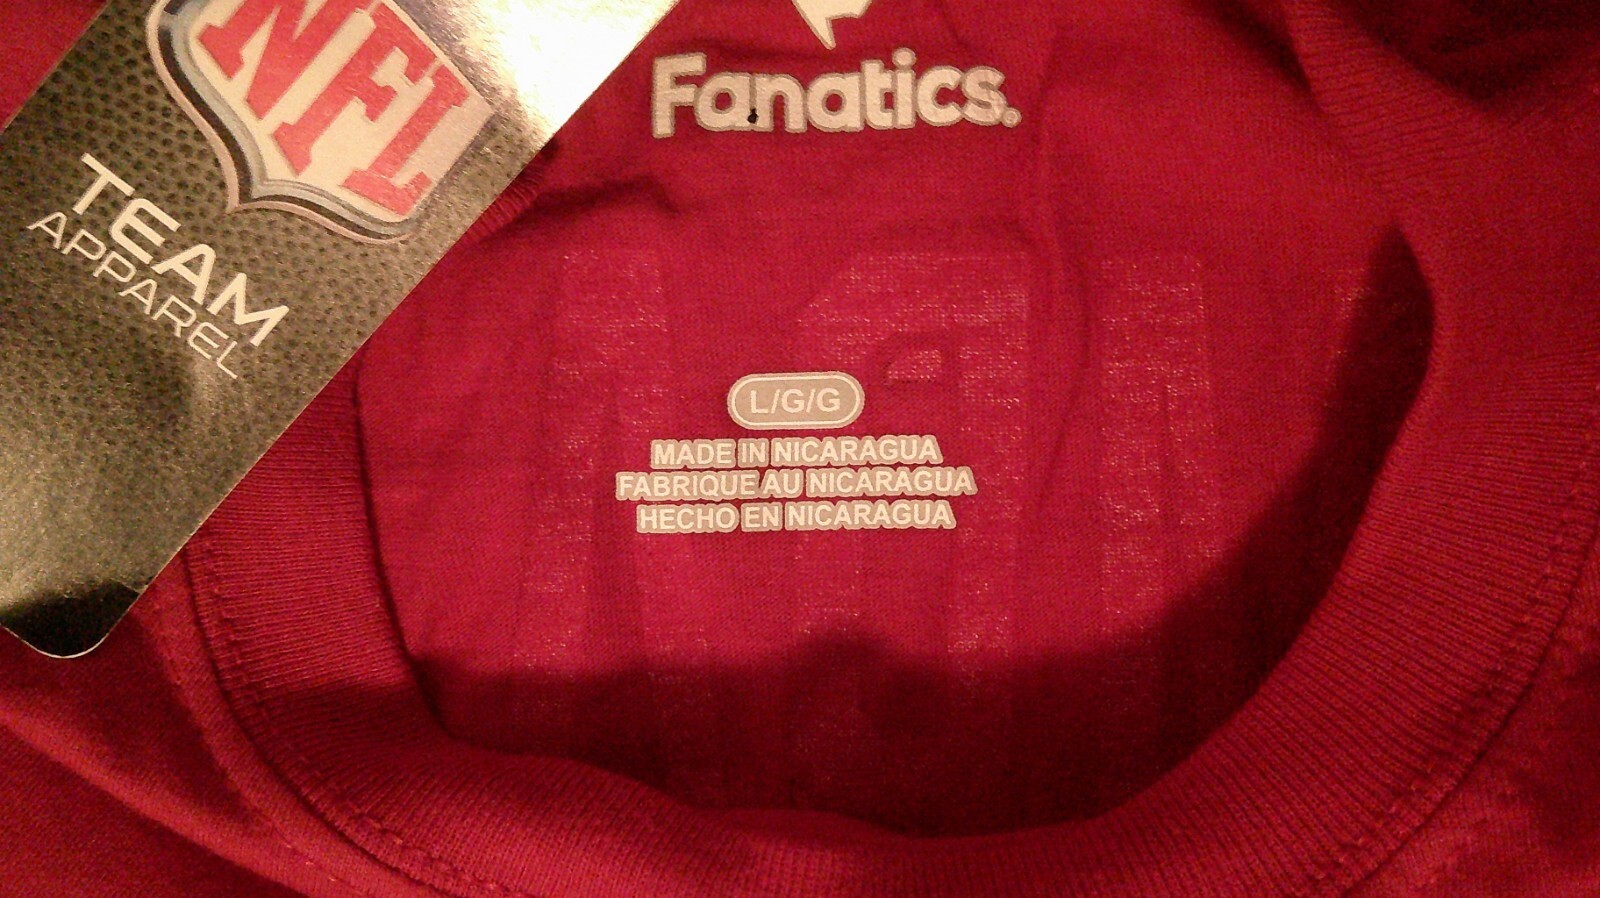 NFL
TEAM
APPAREL
Fanatics®
L/G/G
MADE IN NICARAGUA
FABRIQUE AU NICARAGUA
HECHO EN NICARAGUA